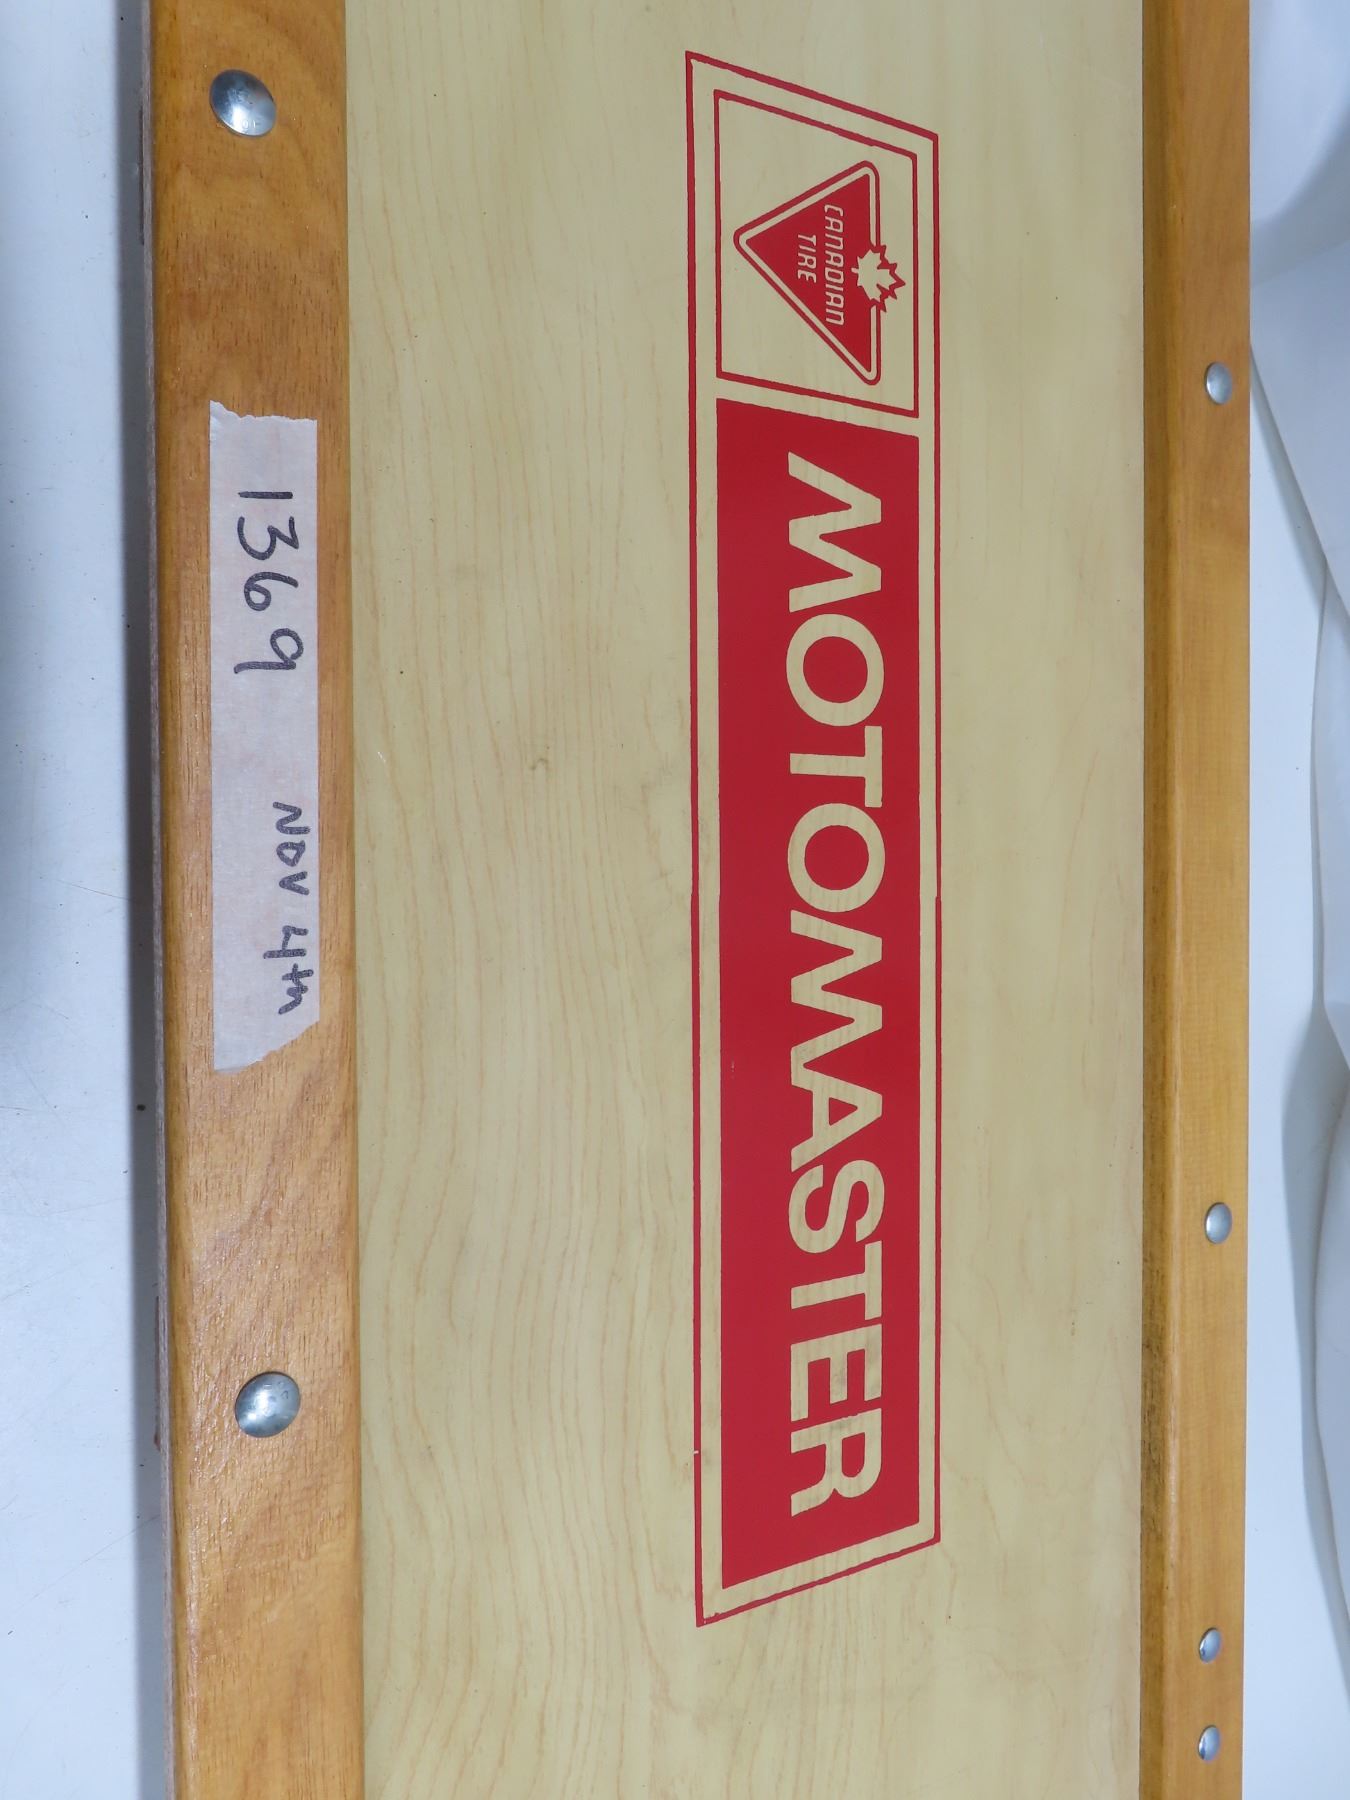 CANADIAN
TIRE
MOTOMASTER
1369 NOV 4th